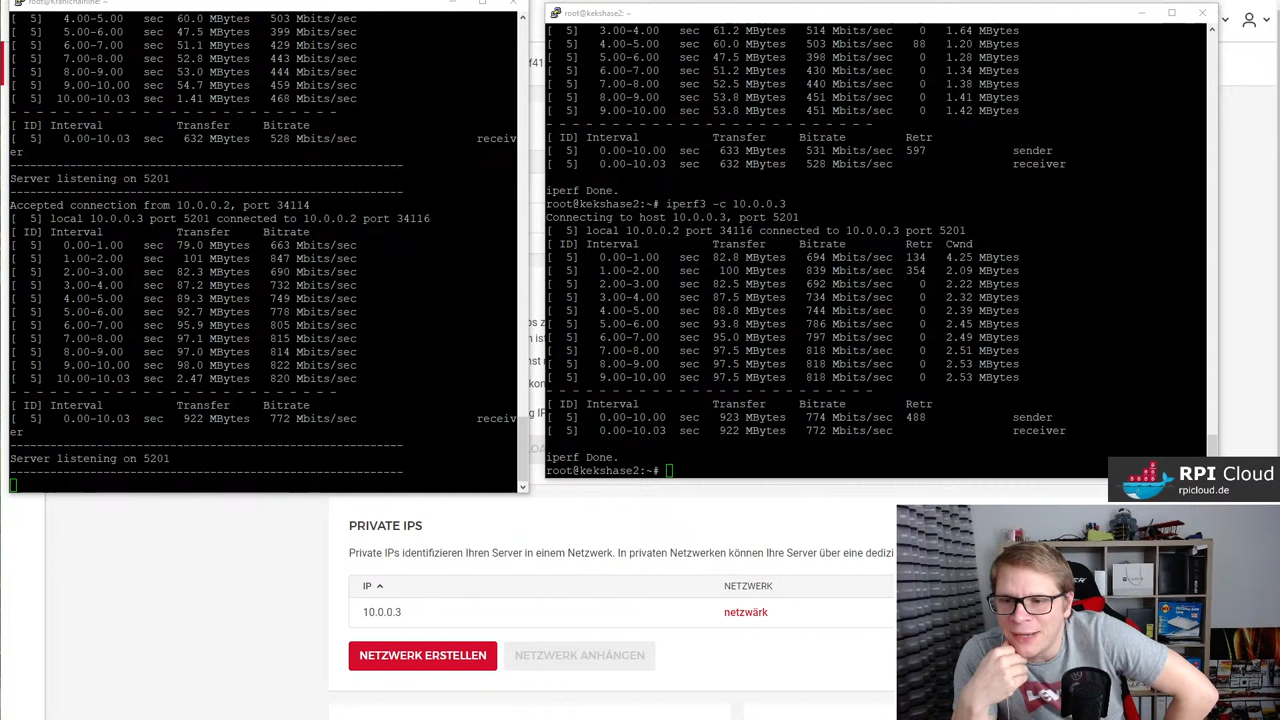 root@Kranichalhine: ~
[  5]   4.00-5.00   sec  60.0 MBytes   503 Mbits/sec
[  5]   5.00-6.00   sec  47.5 MBytes   399 Mbits/sec
[  5]   6.00-7.00   sec  51.1 MBytes   429 Mbits/sec
[  5]   7.00-8.00   sec  52.8 MBytes   443 Mbits/sec
[  5]   8.00-9.00   sec  53.0 MBytes   444 Mbits/sec
[  5]   9.00-10.00  sec  54.7 MBytes   459 Mbits/sec
[  5]  10.00-10.03  sec  1.41 MBytes   468 Mbits/sec
- - - - - - - - - - - - - - - - - - - - - - - - -
[ ID] Interval           Transfer     Bitrate
[  5]   0.00-10.03  sec   632 MBytes   528 Mbits/sec                  receiv
er
-----------------------------------------------------------
Server listening on 5201
-----------------------------------------------------------
Accepted connection from 10.0.0.2, port 34114
[  5] local 10.0.0.3 port 5201 connected to 10.0.0.2 port 34116
[ ID] Interval           Transfer     Bitrate
[  5]   0.00-1.00   sec  79.0 MBytes   663 Mbits/sec
[  5]   1.00-2.00   sec   101 MBytes   847 Mbits/sec
[  5]   2.00-3.00   sec  82.3 MBytes   690 Mbits/sec
[  5]   3.00-4.00   sec  87.2 MBytes   732 Mbits/sec
[  5]   4.00-5.00   sec  89.3 MBytes   749 Mbits/sec
[  5]   5.00-6.00   sec  92.7 MBytes   778 Mbits/sec
[  5]   6.00-7.00   sec  95.9 MBytes   805 Mbits/sec
[  5]   7.00-8.00   sec  97.1 MBytes   815 Mbits/sec
[  5]   8.00-9.00   sec  97.0 MBytes   814 Mbits/sec
[  5]   9.00-10.00  sec  98.0 MBytes   822 Mbits/sec
[  5]  10.00-10.03  sec  2.47 MBytes   820 Mbits/sec
- - - - - - - - - - - - - - - - - - - - - - - - -
[ ID] Interval           Transfer     Bitrate
[  5]   0.00-10.03  sec   922 MBytes   772 Mbits/sec                  receiv
er
-----------------------------------------------------------
Server listening on 5201
-----------------------------------------------------------
root@kekshase2: ~
[  5]   3.00-4.00   sec  61.2 MBytes   514 Mbits/sec    0   1.64 MBytes
[  5]   4.00-5.00   sec  60.0 MBytes   503 Mbits/sec   88   1.20 MBytes
[  5]   5.00-6.00   sec  47.5 MBytes   398 Mbits/sec    0   1.28 MBytes
[  5]   6.00-7.00   sec  51.2 MBytes   430 Mbits/sec    0   1.34 MBytes
[  5]   7.00-8.00   sec  52.5 MBytes   440 Mbits/sec    0   1.38 MBytes
[  5]   8.00-9.00   sec  53.8 MBytes   451 Mbits/sec    0   1.41 MBytes
[  5]   9.00-10.00  sec  53.8 MBytes   451 Mbits/sec    0   1.42 MBytes
- - - - - - - - - - - - - - - - - - - - - - - - -
[ ID] Interval           Transfer     Bitrate         Retr
[  5]   0.00-10.00  sec   633 MBytes   531 Mbits/sec  597             sender
[  5]   0.00-10.03  sec   632 MBytes   528 Mbits/sec                  receiver
iperf Done.
root@kekshase2:~# iperf3 -c 10.0.0.3
Connecting to host 10.0.0.3, port 5201
[  5] local 10.0.0.2 port 34116 connected to 10.0.0.3 port 5201
[ ID] Interval           Transfer     Bitrate         Retr  Cwnd
[  5]   0.00-1.00   sec  82.8 MBytes   694 Mbits/sec  134   4.25 MBytes
[  5]   1.00-2.00   sec   100 MBytes   839 Mbits/sec  354   2.09 MBytes
[  5]   2.00-3.00   sec  82.5 MBytes   692 Mbits/sec    0   2.22 MBytes
[  5]   3.00-4.00   sec  87.5 MBytes   734 Mbits/sec    0   2.32 MBytes
[  5]   4.00-5.00   sec  88.8 MBytes   744 Mbits/sec    0   2.39 MBytes
[  5]   5.00-6.00   sec  93.8 MBytes   786 Mbits/sec    0   2.45 MBytes
[  5]   6.00-7.00   sec  95.0 MBytes   797 Mbits/sec    0   2.49 MBytes
[  5]   7.00-8.00   sec  97.5 MBytes   818 Mbits/sec    0   2.51 MBytes
[  5]   8.00-9.00   sec  97.5 MBytes   818 Mbits/sec    0   2.53 MBytes
[  5]   9.00-10.00  sec  97.5 MBytes   818 Mbits/sec    0   2.53 MBytes
- - - - - - - - - - - - - - - - - - - - - - - - -
[ ID] Interval           Transfer     Bitrate         Retr
[  5]   0.00-10.00  sec   923 MBytes   774 Mbits/sec  488             sender
[  5]   0.00-10.03  sec   922 MBytes   772 Mbits/sec                  receiver
iperf Done.
root@kekshase2:~#
RPI Cloud
rpicloud.de
PRIVATE IPS
Private IPs identifizieren Ihren Server in einem Netzwerk. In privaten Netzwerken können Ihre Server über eine dedizi
IP NETZWERK
10.0.0.3 netzwärk
NETZWERK ERSTELLEN NETZWERK ANHÄNGEN